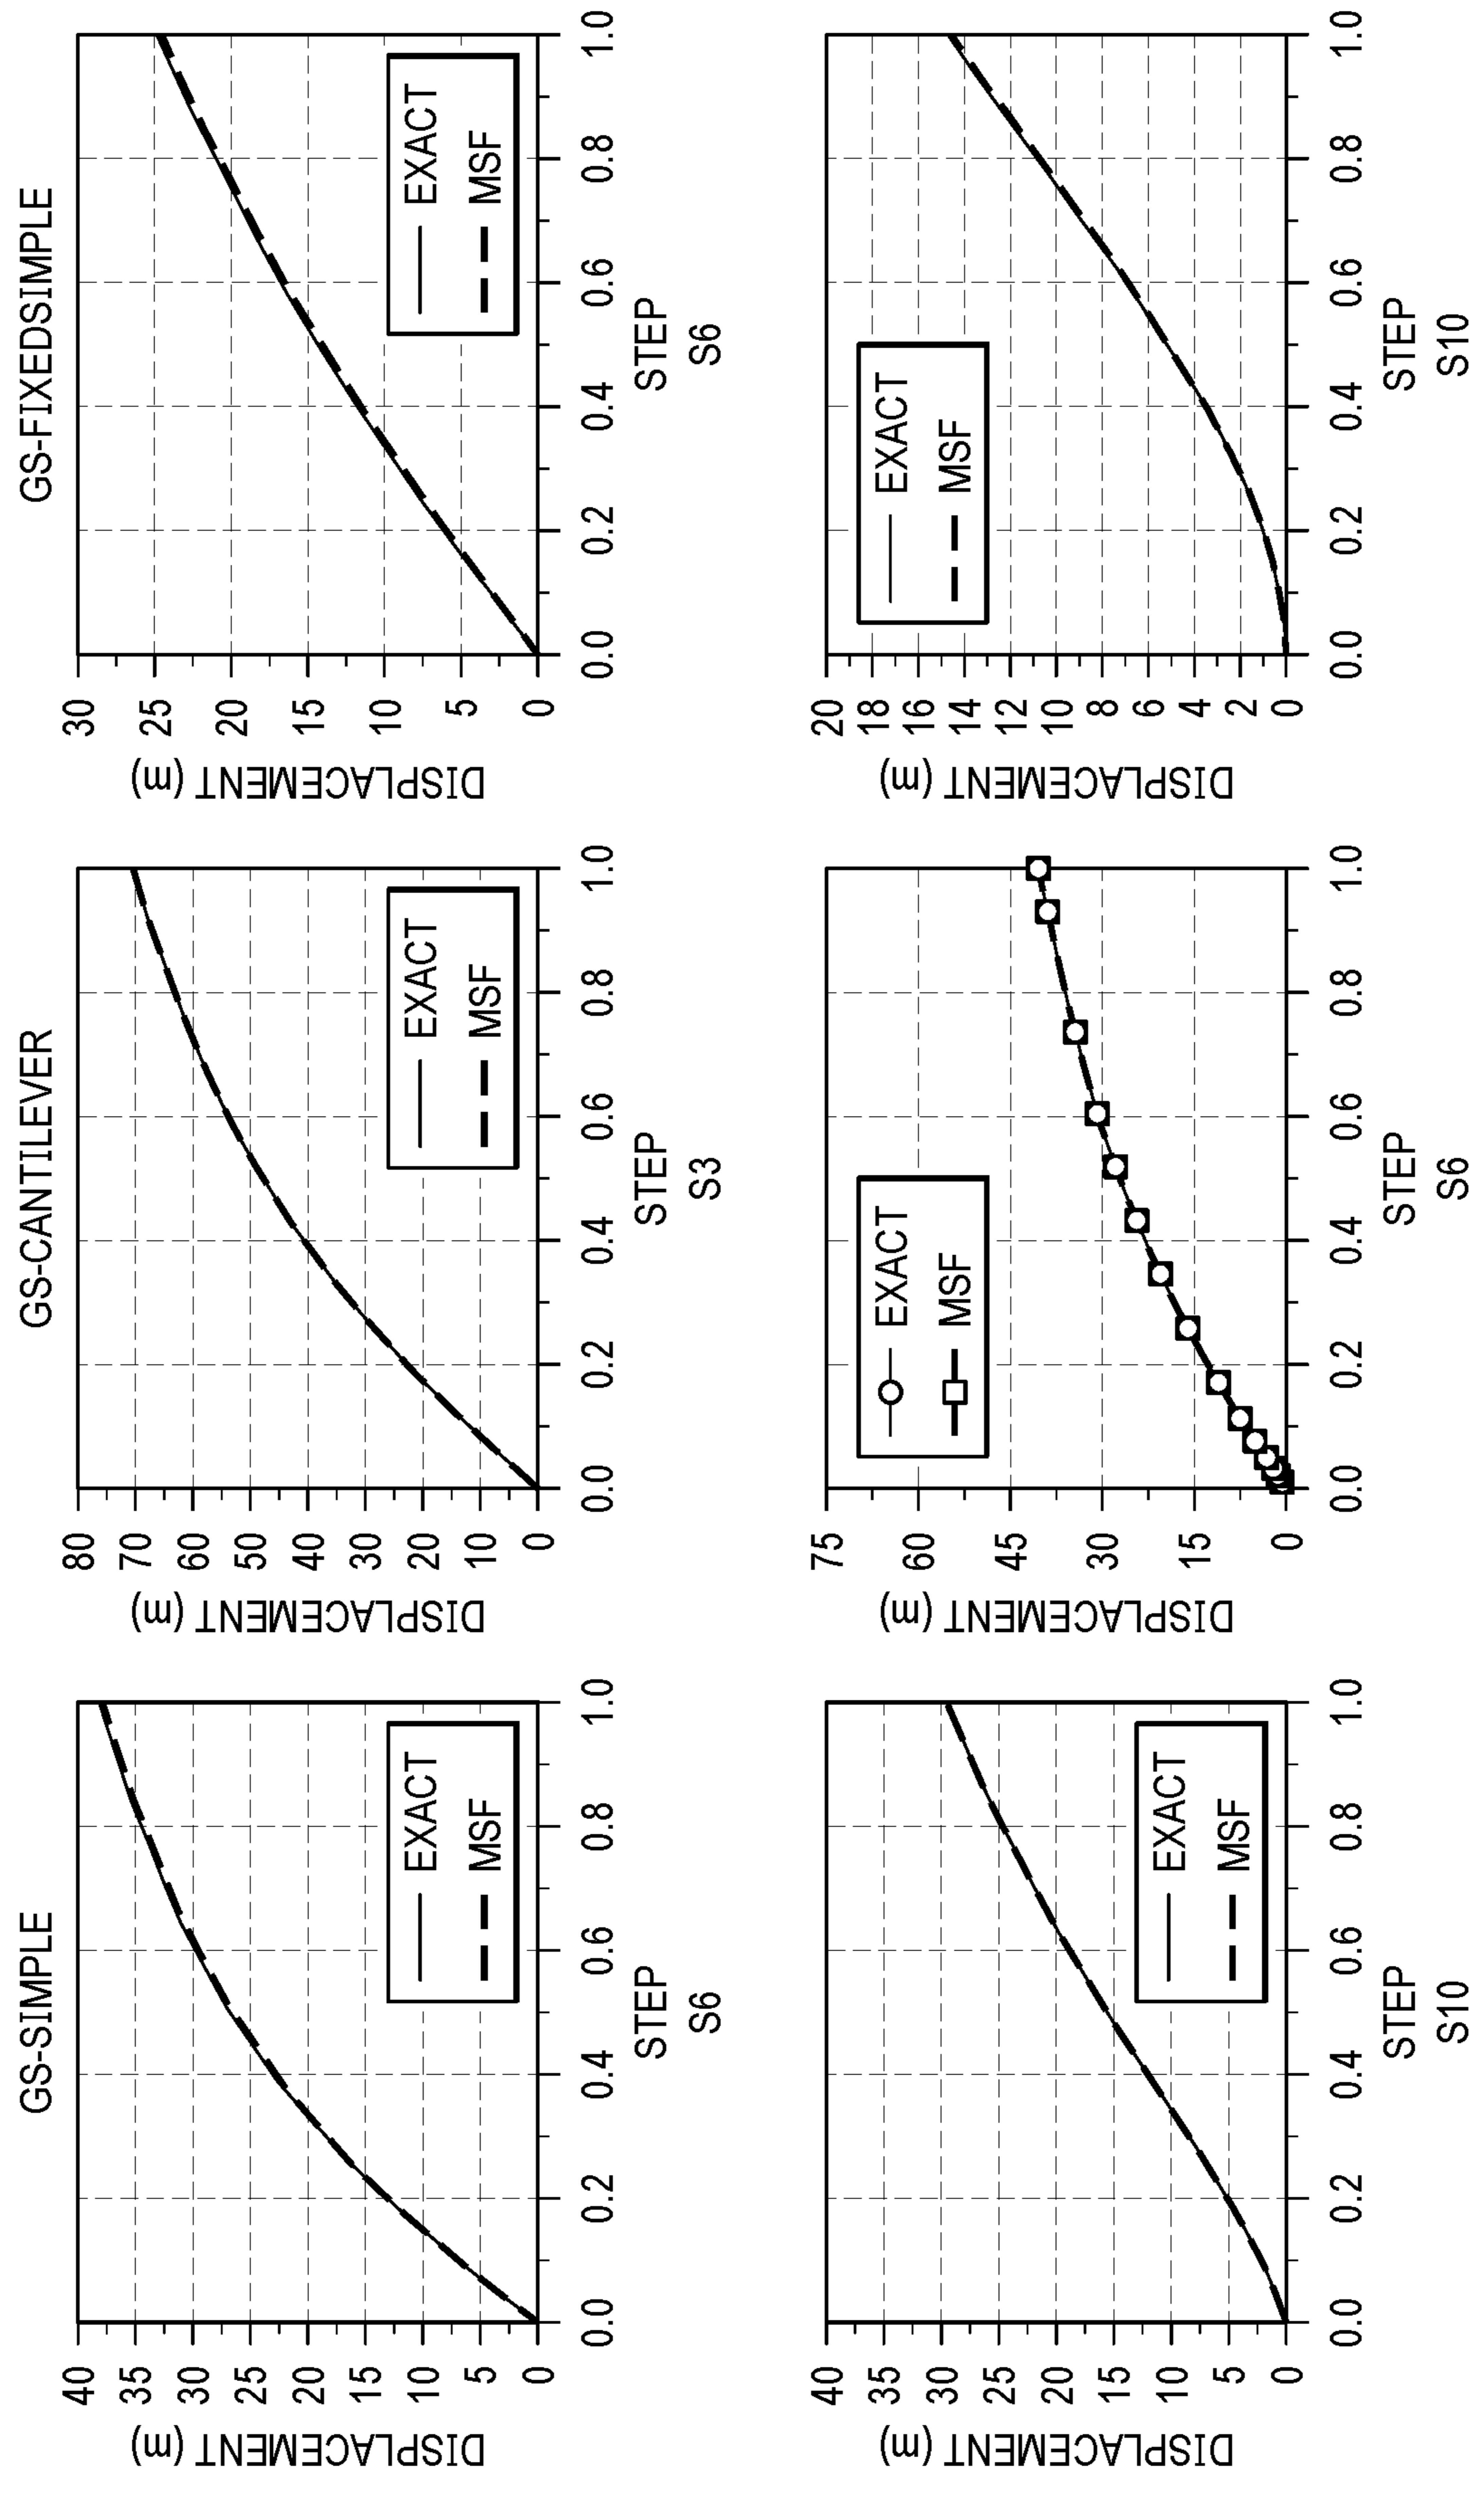 GS-SIMPLE
DISPLACEMENT (m)
40
35
30
25
20
15
10
5
0
EXACT
MSF
0.0 0.2 0.4 0.6 0.8 1.0
STEP
S6
GS-CANTILEVER
DISPLACEMENT (m)
80
70
60
50
40
30
20
10
0
EXACT
MSF
0.0 0.2 0.4 0.6 0.8 1.0
STEP
S3
GS-FIXEDSIMPLE
DISPLACEMENT (m)
30
25
20
15
10
5
0
EXACT
MSF
0.0 0.2 0.4 0.6 0.8 1.0
STEP
S6
DISPLACEMENT (m)
40
35
30
25
20
15
10
5
0
EXACT
MSF
0.0 0.2 0.4 0.6 0.8 1.0
STEP
S10
DISPLACEMENT (m)
75
60
45
30
15
0
EXACT
MSF
0.0 0.2 0.4 0.6 0.8 1.0
STEP
S6
DISPLACEMENT (m)
20
18
16
14
12
10
8
6
4
2
0
EXACT
MSF
0.0 0.2 0.4 0.6 0.8 1.0
STEP
S10